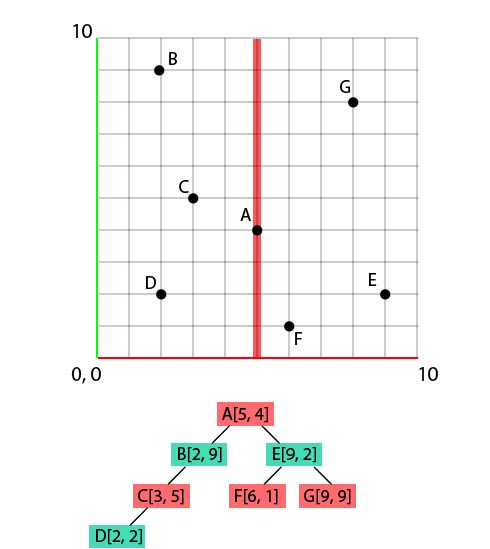 10
B
G
C
A
D
E
F
0, 0
10
A[5, 4]
B[2, 9] E[9, 2]
C[3, 5] F[6, 1] G[9, 9]
D[2, 2]